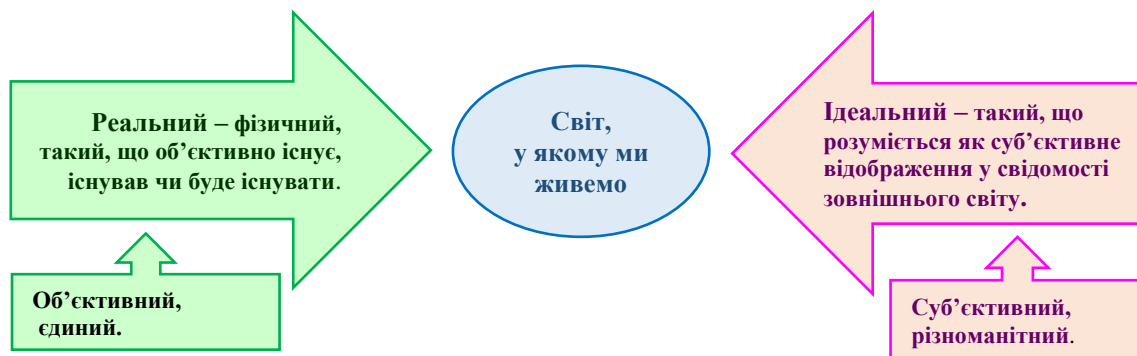 Реальний – фізичний,
такий, що об’єктивно існує,
існував чи буде існувати.
Об’єктивний,
єдиний.
Світ,
у якому ми
живемо
Ідеальний – такий, що
розуміється як суб’єктивне
відображення у свідомості
зовнішнього світу.
Суб’єктивний,
різноманітний.